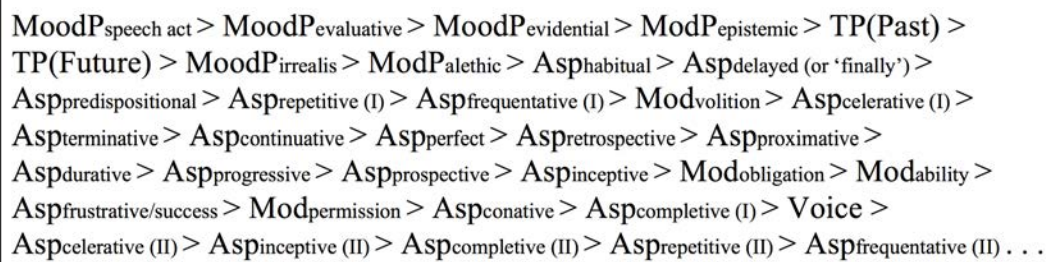 MoodPspeech act > MoodPevaluative > MoodPevidential > ModPepistemic > TP(Past) >
TP(Future) > MoodPirrealis > ModPalethic > Asphabitual > Aspdelayed (or ‘finally’) >
Asppredispositional > Asprepetitive (I) > Aspfrequentative (I) > Modvolition > Aspcelerative (I) >
Aspterminative > Aspcontinuative > Aspperfect > Aspretrospective > Aspproximative >
Aspdurative > Aspprogressive > Aspprospective > Aspinceptive > Modobligation > Modability >
Aspfrustrative/success > Modpermission > Aspconative > Aspcompletive (I) > Voice >
Aspcelerative (II) > Aspinceptive (II) > Aspcompletive (II) > Asprepetitive (II) > Aspfrequentative (II) . . .